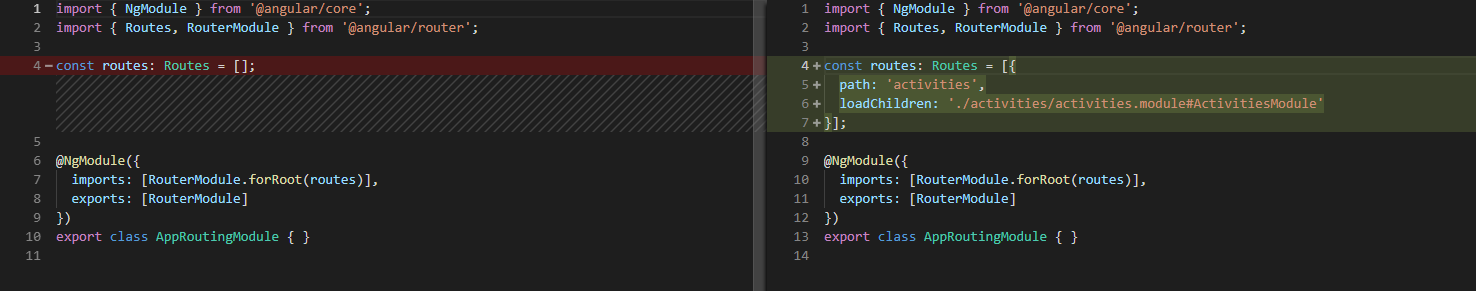 1 import { NgModule } from '@angular/core';
2 import { Routes, RouterModule } from '@angular/router';
3
4 - const routes: Routes = [];
5
6 @NgModule({
7   imports: [RouterModule.forRoot(routes)],
8   exports: [RouterModule]
9 })
10 export class AppRoutingModule { }
11
1 import { NgModule } from '@angular/core';
2 import { Routes, RouterModule } from '@angular/router';
3
4 + const routes: Routes = [{
5 +   path: 'activities',
6 +   loadChildren: './activities/activities.module#ActivitiesModule'
7 + }];
8
9 @NgModule({
10   imports: [RouterModule.forRoot(routes)],
11   exports: [RouterModule]
12 })
13 export class AppRoutingModule { }
14